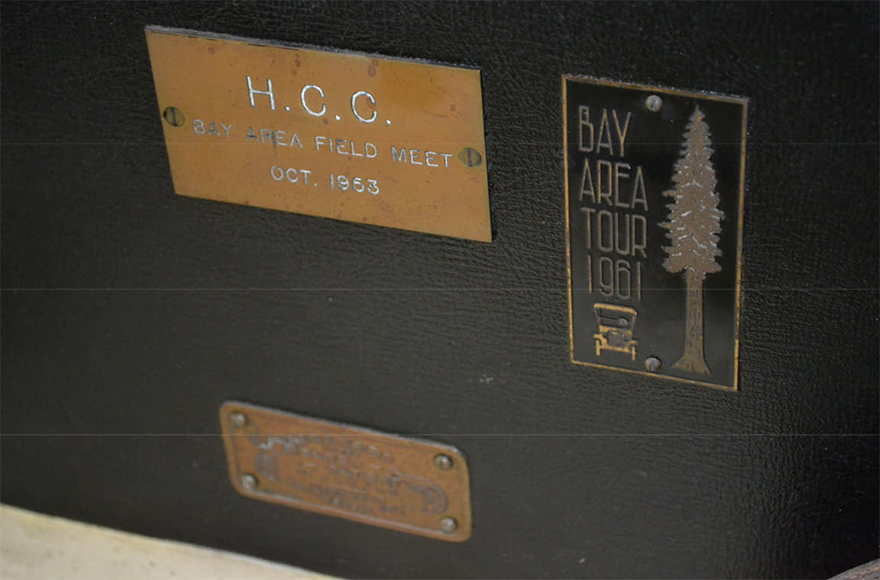 H.C.C.
BAY AREA FIELD MEET
OCT. 1963
BAY
AREA
TOUR
1961